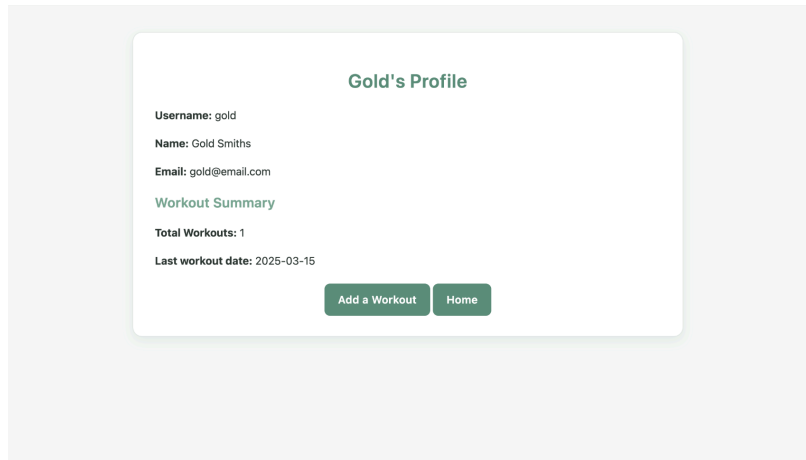 Gold's Profile
Username: gold
Name: Gold Smiths
Email: gold@email.com
Workout Summary
Total Workouts: 1
Last workout date: 2025-03-15
Add a Workout Home